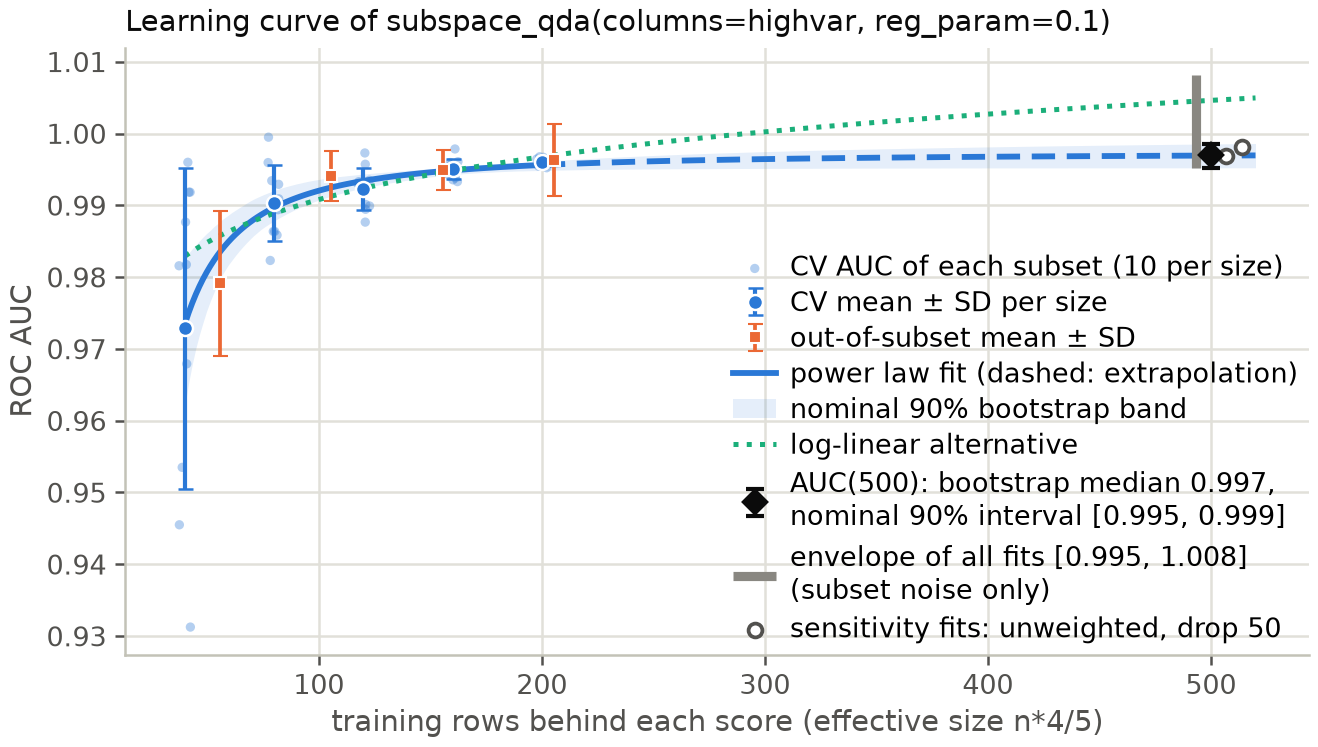 Learning curve of subspace_qda(columns=highvar, reg_param=0.1)
ROC AUC
1.01
1.00
0.99
0.98
0.97
0.96
0.95
0.94
0.93
CV AUC of each subset (10 per size)
CV mean ± SD per size
out-of-subset mean ± SD
power law fit (dashed: extrapolation)
nominal 90% bootstrap band
log-linear alternative
AUC(500): bootstrap median 0.997,
nominal 90% interval [0.995, 0.999]
envelope of all fits [0.995, 1.008]
(subset noise only)
sensitivity fits: unweighted, drop 50
100
200
300
400
500
training rows behind each score (effective size n*4/5)